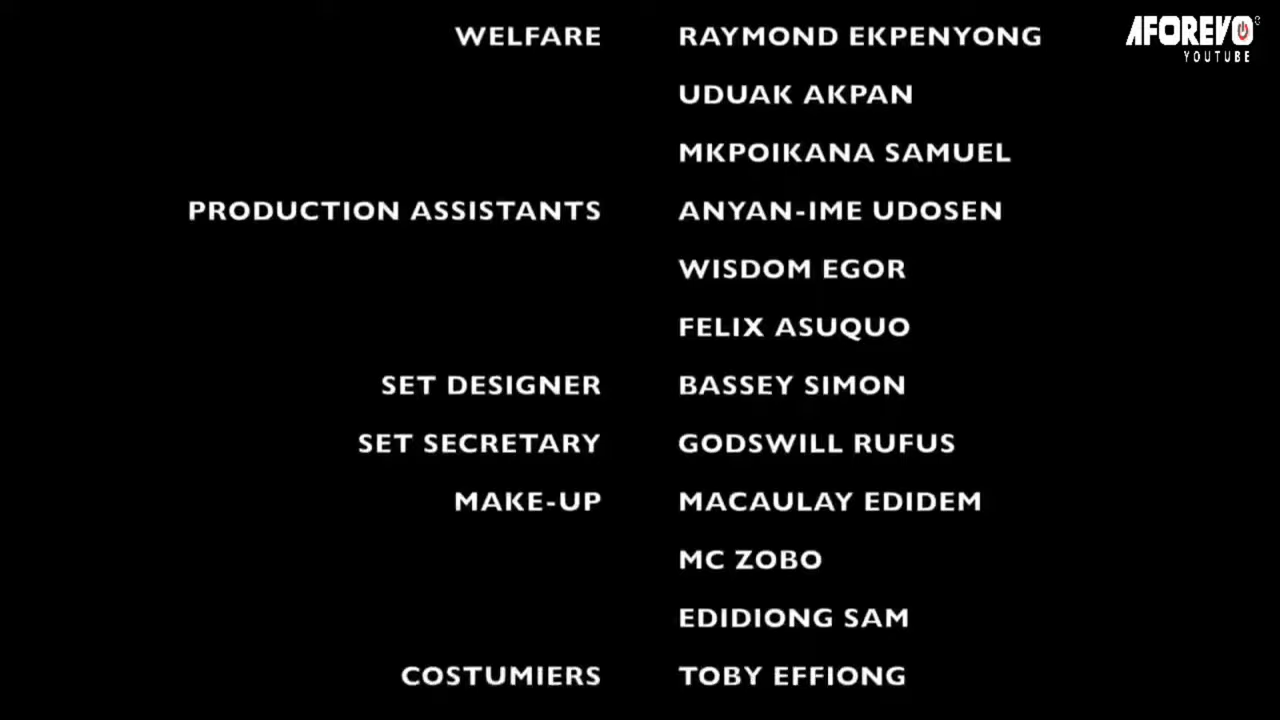 WELFARE RAYMOND EKPENYONG
AFOREVO
YOUTUBE
UDUAK AKPAN
MKPOIKANA SAMUEL
PRODUCTION ASSISTANTS ANYAN-IME UDOSEN
WISDOM EGOR
FELIX ASUQUO
SET DESIGNER BASSEY SIMON
SET SECRETARY GODSWILL RUFUS
MAKE-UP MACAULAY EDIDEM
MC ZOBO
EDIDIONG SAM
COSTUMIERS TOBY EFFIONG